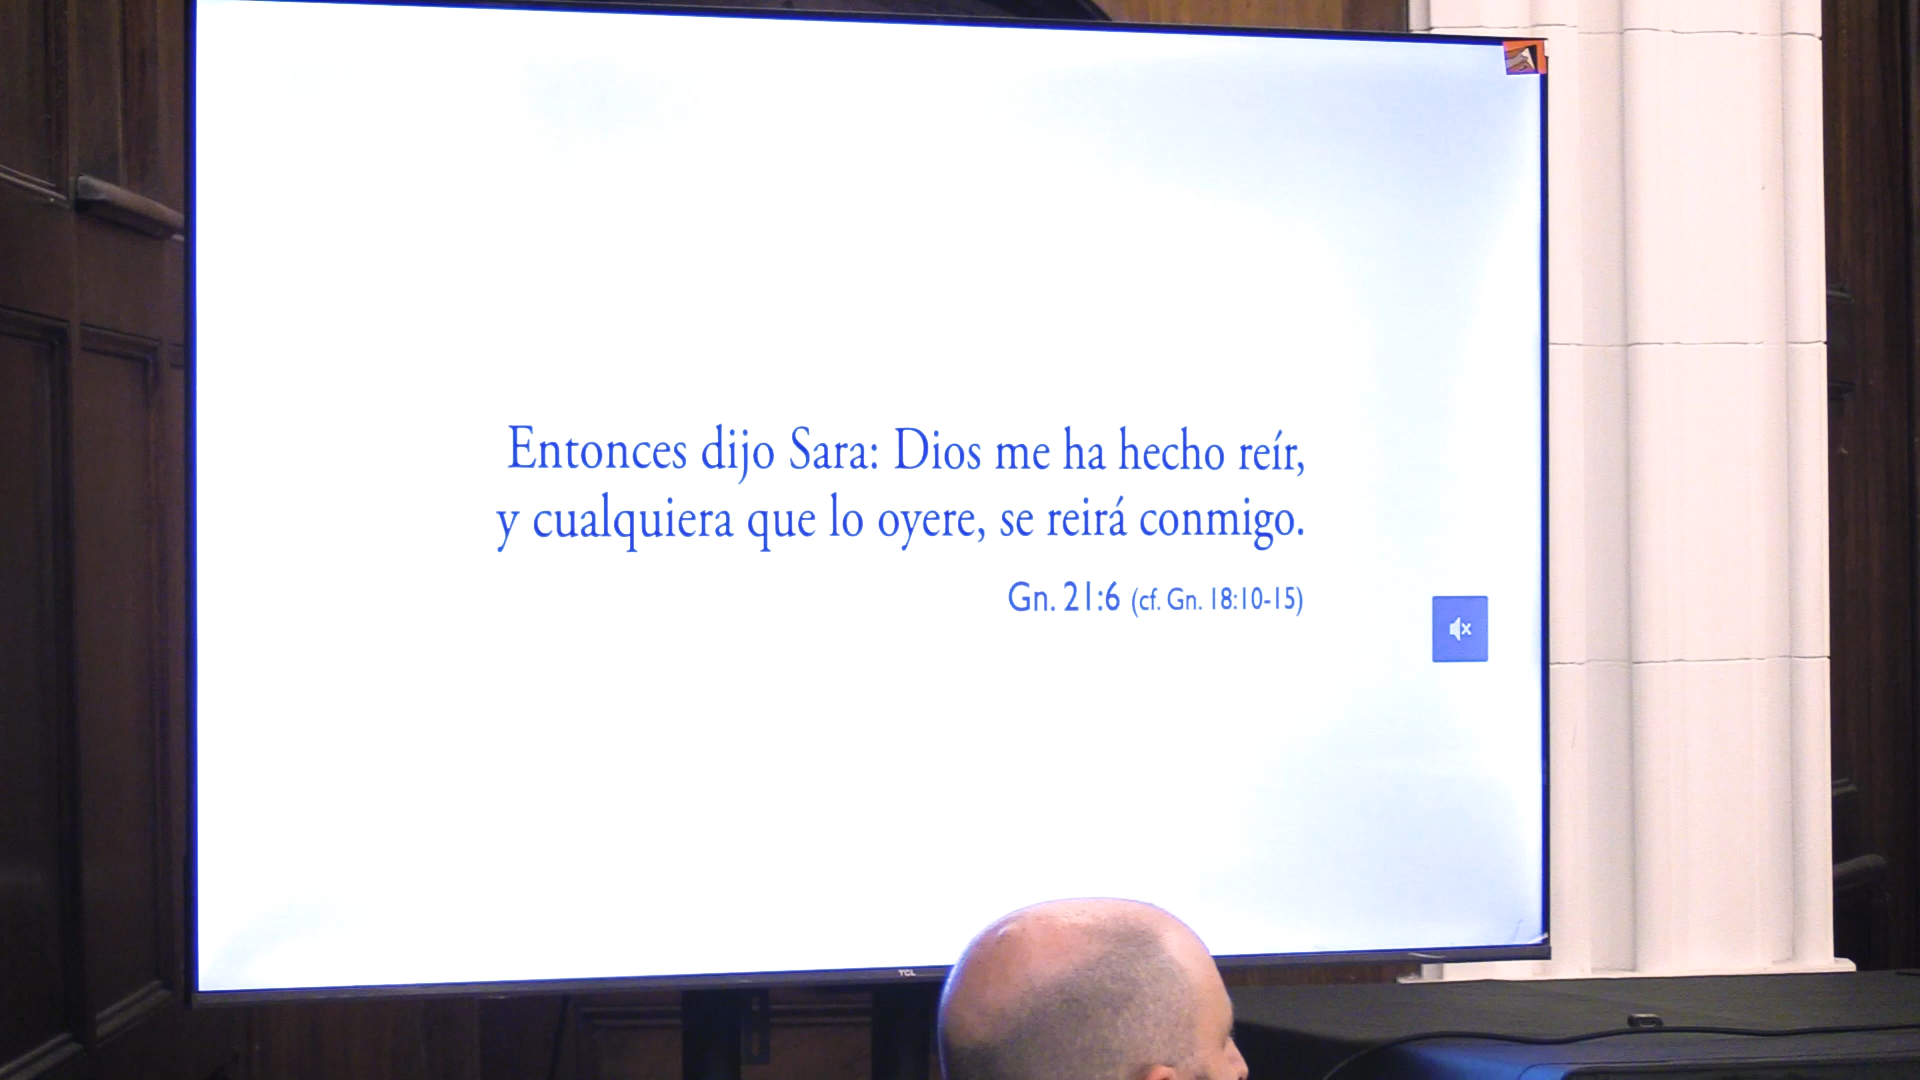 Entonces dijo Sara: Dios me ha hecho reír,
y cualquiera que lo oyere, se reirá conmigo.
Gn. 21:6 (cf. Gn. 18:10-15)
TCL